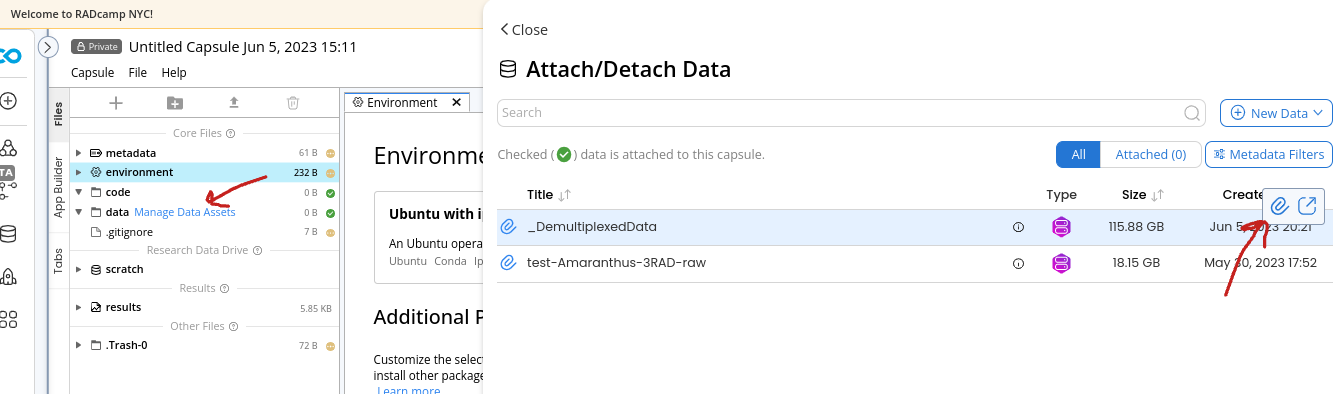 Welcome to RADcamp NYC!
Private Untitled Capsule Jun 5, 2023 15:11
Capsule File Help
Files
App Builder
Tabs
TA
Core Files
metadata 61 B
environment 232 B
code 0 B
data Manage Data Assets 0 B
.gitignore 7 B
Research Data Drive
scratch
Results
results 5.85 KB
Other Files
.Trash-0 72 B
Environment
Environme
Ubuntu with i
An Ubuntu opera
Ubuntu Conda Ip
Additional P
Customize the selec
install other package
Learn more
Close
Attach/Detach Data
Search
New Data
Checked ( ) data is attached to this capsule.
All Attached (0) Metadata Filters
Title Type Size Create
_DemultiplexedData 115.88 GB Jun 5, 2023 20:21
test-Amaranthus-3RAD-raw 18.15 GB May 30, 2023 17:52